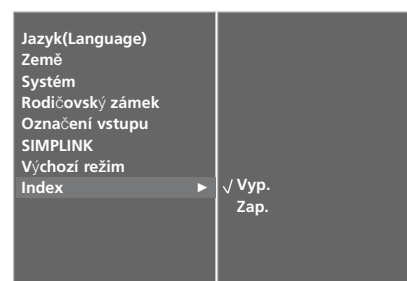 Jazyk(Language)
Země
Systém
Rodičovský zámek
Označení vstupu
SIMPLINK
Výchozí režim
Index ►
√ Vyp.
Zap.